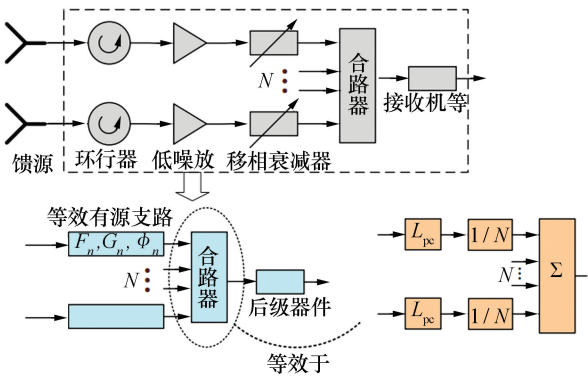 合路器
N
接收机等
馈源
环行器
低噪放
移相衰减器
等效有源支路
Fn, Gn, ϕn
N
合路器
后级器件
等效于
Lpc
1/N
N
Σ
Lpc
1/N